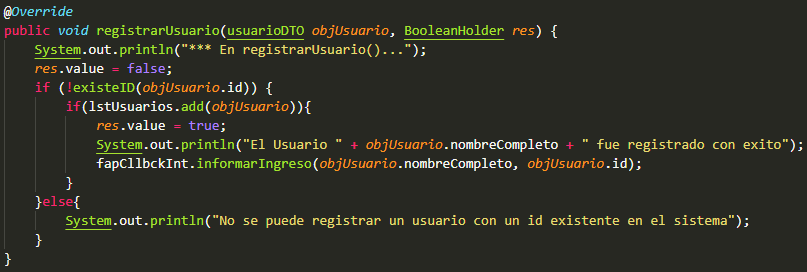 @Override
public void registrarUsuario(usuarioDTO objUsuario, BooleanHolder res) {
    System.out.println("*** En registrarUsuario()...");
    res.value = false;
    if (!existeID(objUsuario.id)) {
        if(lstUsuarios.add(objUsuario)){
            res.value = true;
            System.out.println("El Usuario " + objUsuario.nombreCompleto + " fue registrado con exito");
            fapCllbckInt.informarIngreso(objUsuario.nombreCompleto, objUsuario.id);
        }
    }else{
        System.out.println("No se puede registrar un usuario con un id existente en el sistema");
    }
}